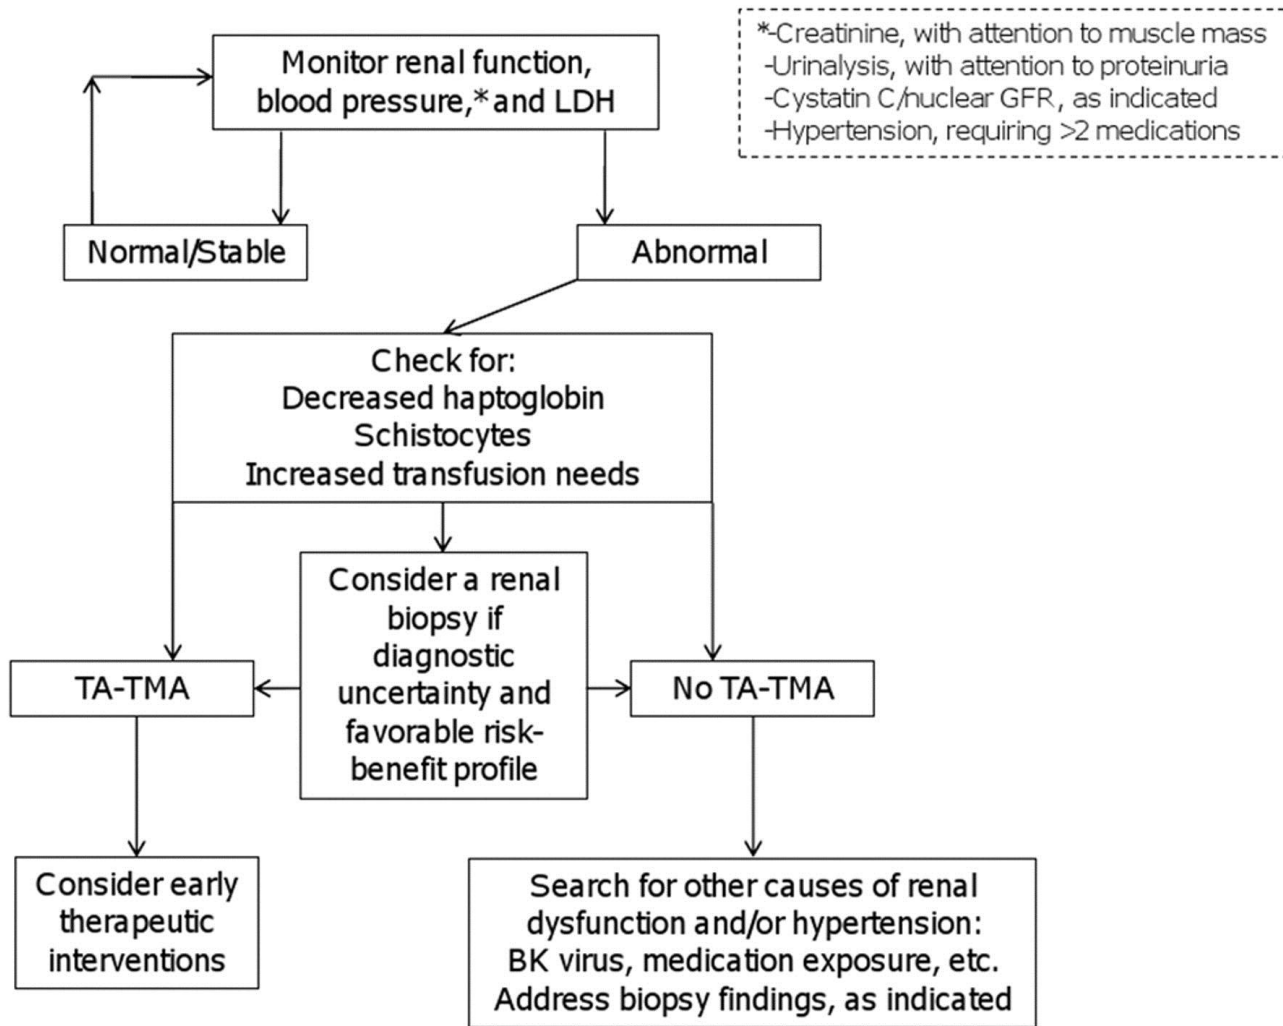 Monitor renal function,
blood pressure,* and LDH
*-Creatinine, with attention to muscle mass
-Urinalysis, with attention to proteinuria
-Cystatin C/nuclear GFR, as indicated
-Hypertension, requiring >2 medications
Normal/Stable
Abnormal
Check for:
Decreased haptoglobin
Schistocytes
Increased transfusion needs
Consider a renal
biopsy if
diagnostic
uncertainty and
favorable risk-
benefit profile
TA-TMA
No TA-TMA
Consider early
therapeutic
interventions
Search for other causes of renal
dysfunction and/or hypertension:
BK virus, medication exposure, etc.
Address biopsy findings, as indicated